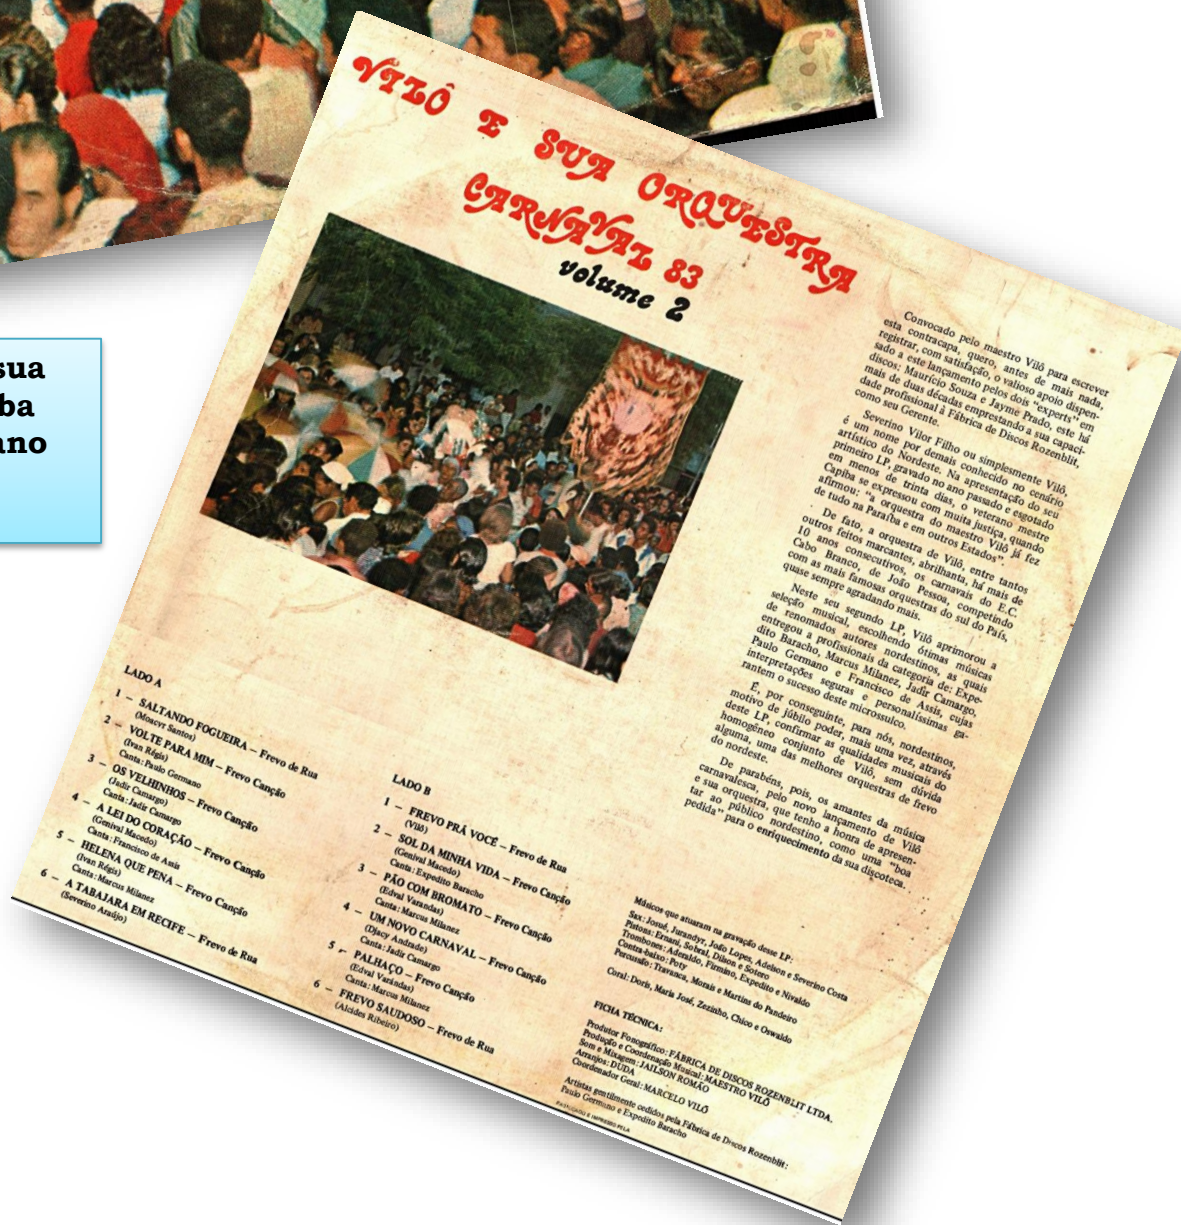 VILÔ E SUA ORQUESTRA
CARNAVAL 83
volume 2
sua
ba
ano
Convocado pelo maestro Vilô para escrever
esta contracapa, quero, antes de mais nada,
registrar, com satisfação, o valioso apoio dispen-
sado a este lançamento pelos dois "experts" em
discos: Maurício Souza e Jayme Prado, este há
mais de duas décadas emprestando a sua capaci-
dade profissional à Fábrica de Discos Rozenblit,
como seu Gerente.
Severino Vilor Filho ou simplesmente Vilô,
é um nome por demais conhecido no cenário
artístico do Nordeste. Na apresentação do seu
primeiro LP, gravado no ano passado e esgotado
em menos de trinta dias, o veterano mestre
Capiba se expressou com muita justiça, quando
afirmou: "a orquestra do maestro Vilô já fez
de tudo na Paraíba e em outros Estados".
De fato, a orquestra de Vilô, entre tantos
outros feitos marcantes, abrilhanta, há mais de
10 anos consecutivos, os carnavais do E.C.
Cabo Branco, de João Pessoa, competindo
com as mais famosas orquestras do sul do País,
quase sempre agradando mais.
Neste seu segundo LP, Vilô aprimorou a
seleção musical, escolhendo ótimas músicas
de renomados autores nordestinos, as quais
entregou a profissionais da categoria de: Expe-
dito Baracho, Marcus Milanez, Jadir Camargo,
Paulo Germano e Francisco de Assis, cujas
interpretações seguras e personalíssimas ga-
rantem o sucesso deste microssulco.
É, por conseguinte, para nós, nordestinos,
motivo de júbilo poder, mais uma vez, através
deste LP, confirmar as qualidades musicais do
homogêneo conjunto de Vilô, sem dúvida
alguma, uma das melhores orquestras de frevo
do nordeste.
De parabéns, pois, os amantes da música
carnavalesca, pelo novo lançamento de Vilô
e sua orquestra, que tenho a honra de apresen-
tar ao público nordestino, como uma "boa
pedida" para o enriquecimento da sua discoteca.
LADO A
1 – SALTANDO FOGUEIRA – Frevo de Rua
(Moacyr Santos)
2 – VOLTE PARA MIM – Frevo Canção
(Ivan Régis)
Canta: Paulo Germano
3 – OS VELHINHOS – Frevo Canção
(Jadir Camargo)
Canta: Jadir Camargo
4 – A LEI DO CORAÇÃO – Frevo Canção
(Genival Macedo)
Canta: Francisco de Assis
5 – HELENA QUE PENA – Frevo Canção
(Ivan Régis)
Canta: Marcus Milanez
6 – A TABAJARA EM RECIFE – Frevo de Rua
(Severino Araújo)
LADO B
1 – FREVO PRÁ VOCÊ – Frevo de Rua
(Vilô)
2 – SOL DA MINHA VIDA – Frevo Canção
(Genival Macedo)
Canta: Expedito Baracho
3 – PÃO COM BROMATO – Frevo Canção
(Edval Varandas)
Canta: Marcus Milanez
4 – UM NOVO CARNAVAL – Frevo Canção
(Djacy Andrade)
Canta: Jadir Camargo
5 – PALHAÇO – Frevo Canção
(Edval Varandas)
Canta: Marcus Milanez
6 – FREVO SAUDOSO – Frevo de Rua
(Alcides Ribeiro)
Músicos que atuaram na gravação desse LP:
Sax: Josué, Jurandyr, João Lopes, Adelson e Severino Costa
Pistons: Ernani, Sobral, Dilson e Sotero
Trombones: Aderaldo, Firmino, Expedito e Nivaldo
Contra-baixo: Poty
Percussão: Travanca, Morais e Martins do Pandeiro
Coral: Doris, Maria José, Zezinho, Chico e Oswaldo
FICHA TÉCNICA:
Produtor Fonográfico: FÁBRICA DE DISCOS ROZENBLIT LTDA.
Produção e Coordenação Musical: MAESTRO VILÔ
Som e Mixagem: JAILSON ROMÃO
Arranjos: DUDA
Coordenador Geral: MARCELO VILÔ
Artistas gentilmente cedidos pela Fábrica de Discos Rozenblit:
Paulo Germano e Expedito Baracho
FABRICADO E IMPRESSO PELA